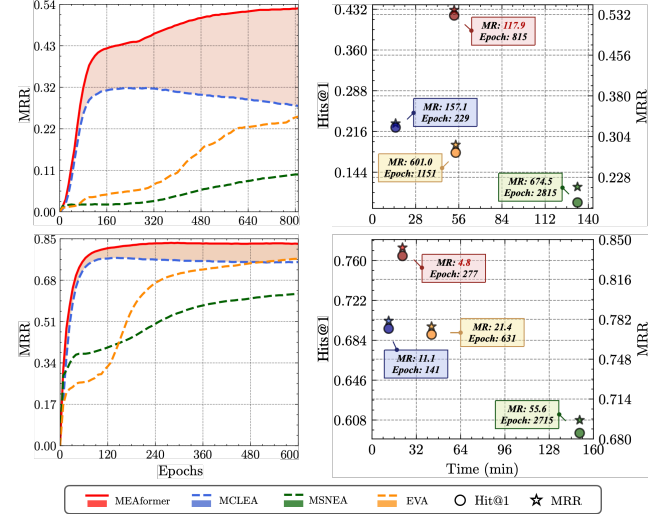 0.54
0.43
0.32
0.22
0.11
0.00
MRR
0 160 320 480 640 800
0.432
0.360
0.288
0.216
0.144
Hits@1
MR: 117.9
Epoch: 815
MR: 157.1
Epoch: 229
MR: 601.0
Epoch: 1151
MR: 674.5
Epoch: 2815
0.532
0.456
0.380
0.304
0.228
MRR
0 28 56 84 112 140
0.85
0.68
0.51
0.34
0.17
0.00
MRR
0 120 240 360 480 600
Epochs
0.760
0.722
0.684
0.646
0.608
Hits@1
MR: 4.8
Epoch: 277
MR: 21.4
Epoch: 631
MR: 11.1
Epoch: 141
MR: 55.6
Epoch: 2715
0.850
0.816
0.782
0.748
0.714
0.680
MRR
0 32 64 96 128 160
Time (min)
MEAformer MCLEA MSNEA EVA Hit@1 MRR